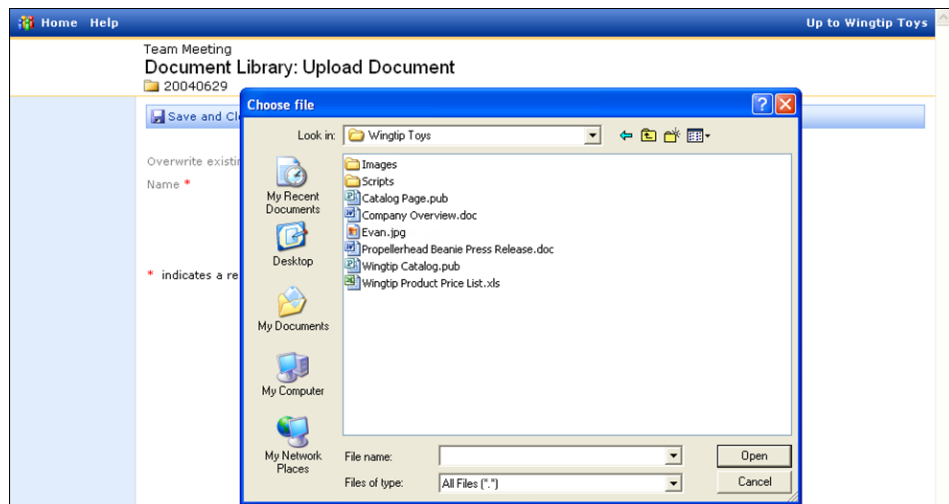 Home Help Up to Wingtip Toys
Team Meeting
Document Library: Upload Document
20040629
Choose file
Save and Cl
Look in: Wingtip Toys
Overwrite existin
Name *
* indicates a re
My Recent
Documents
Desktop
My Documents
My Computer
My Network
Places
Images
Scripts
Catalog Page.pub
Company Overview.doc
Evan.jpg
Propellerhead Beanie Press Release.doc
Wingtip Catalog.pub
Wingtip Product Price List.xls
File name: Open
Files of type: All Files (*.*) Cancel